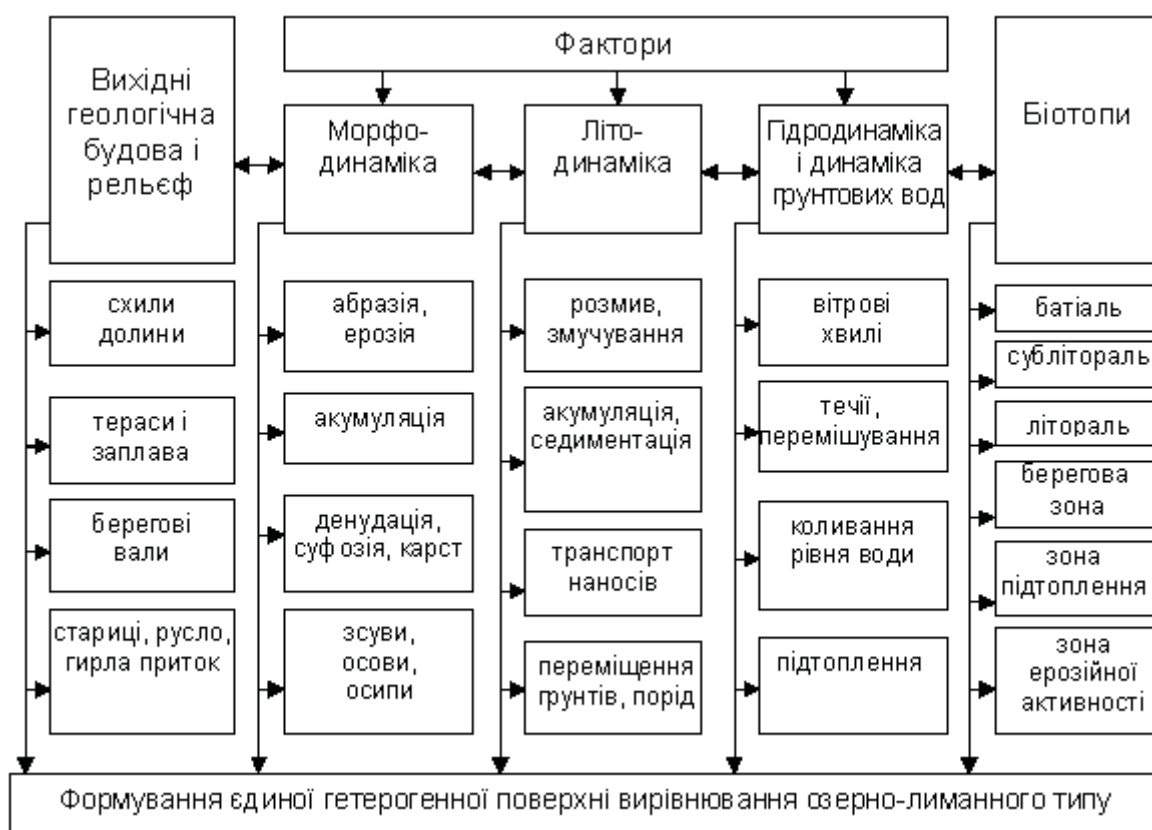 Фактори
Вихідні
геологічна
будова і
рельєф
Морфо-
динаміка
Літо-
динаміка
Гідродинаміка
і динаміка
ґрунтових вод
Біотопи
схили
долини
тераси і
заплава
берегові
вали
стариці, русло,
гирла приток
абразія,
ерозія
акумуляція
денудація,
суфозія, карст
зсуви,
осови,
осипи
розмив,
змучування
акумуляція,
седиментація
транспорт
наносів
переміщення
ґрунтів, порід
вітрові
хвилі
течії,
перемішування
коливання
рівня води
підтоплення
батіаль
сублітораль
літораль
берегова
зона
зона
підтоплення
зона
ерозійної
активності
Формування єдиної гетерогенної поверхні вирівнювання озерно-лиманного типу